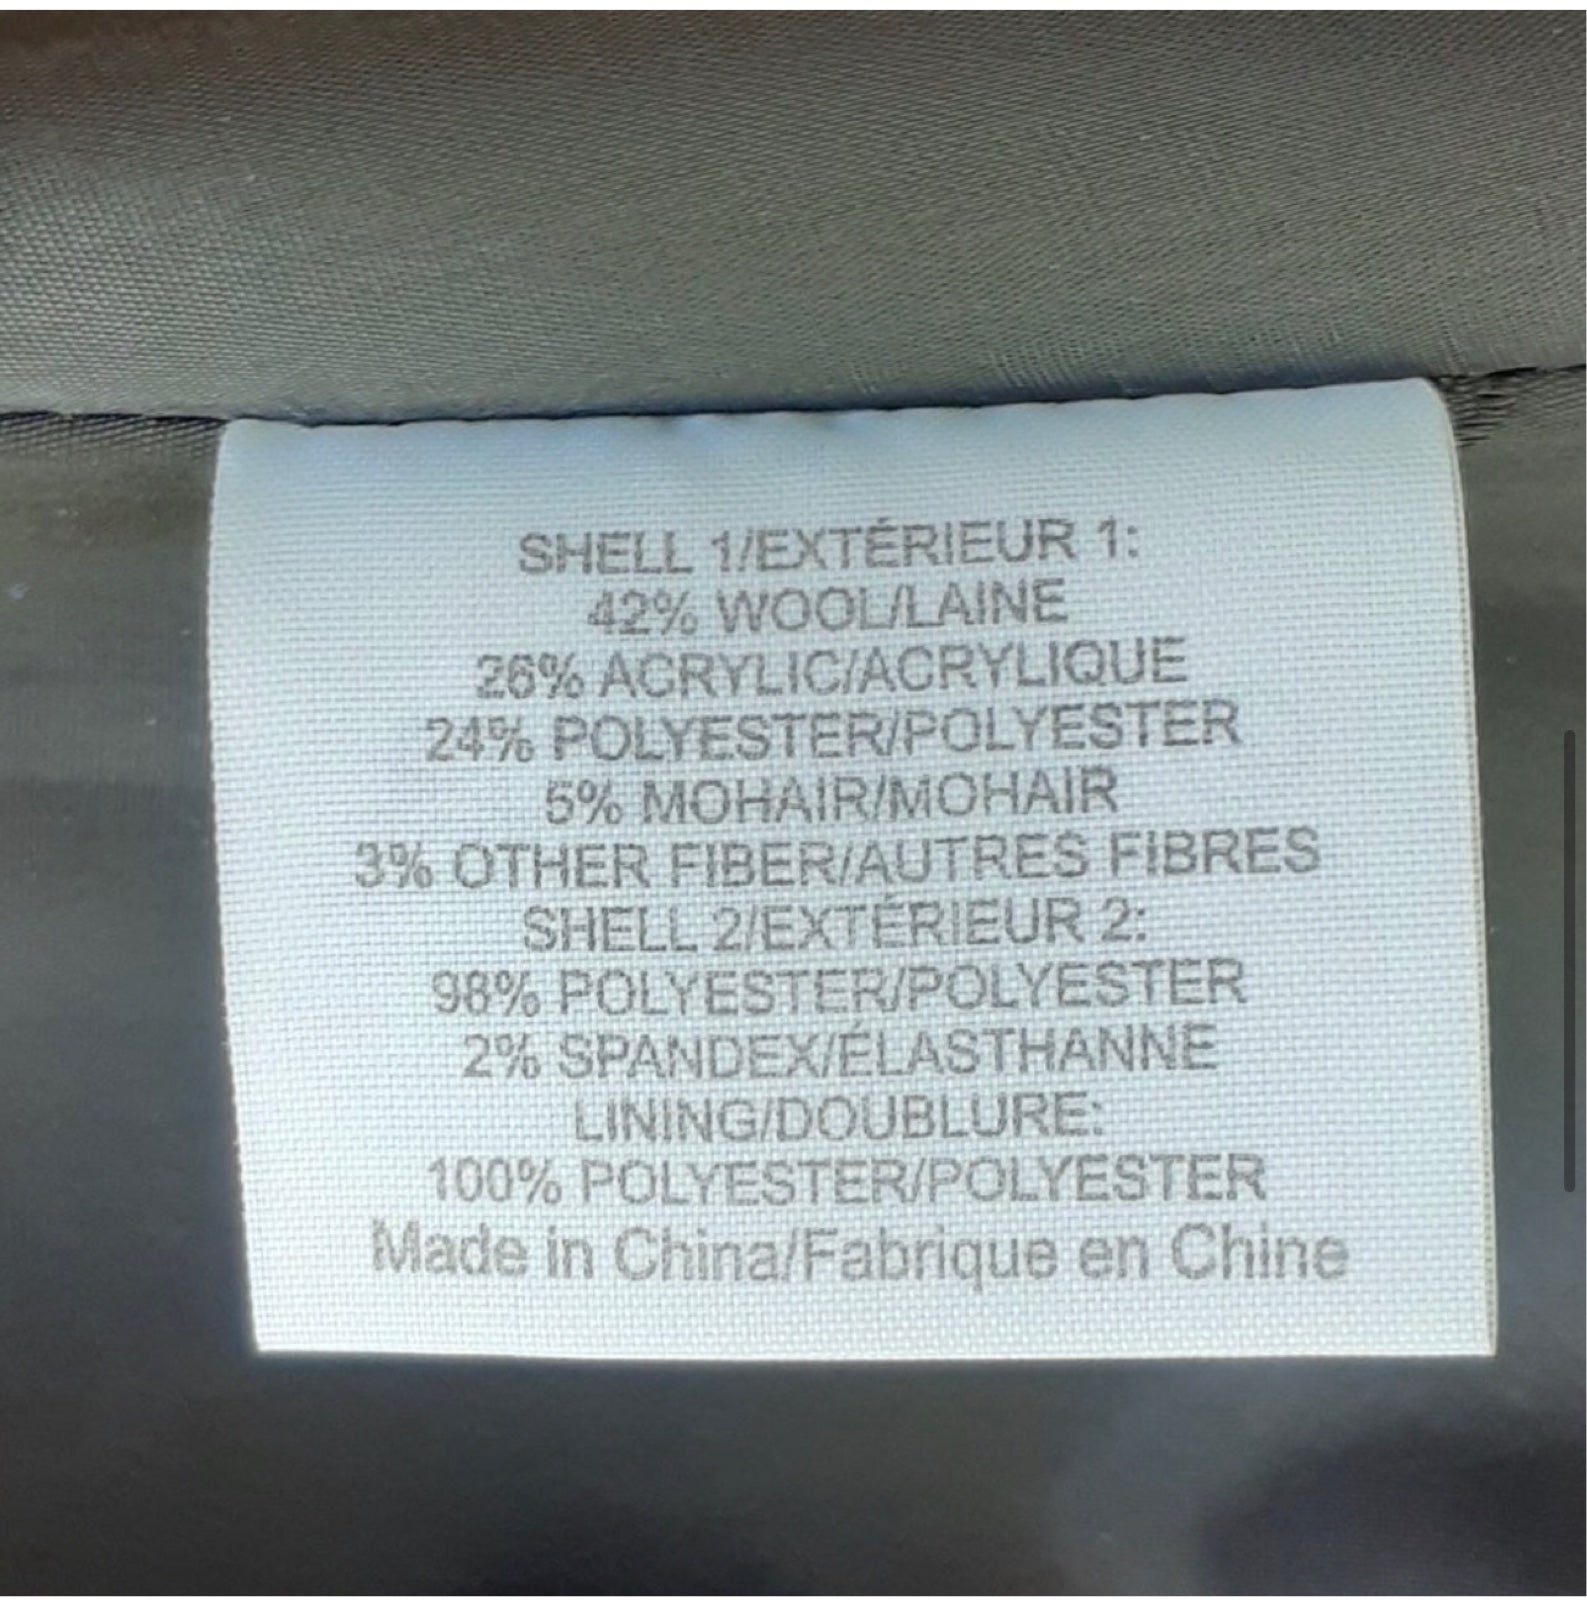 SHELL 1/EXTÉRIEUR 1:
42% WOOL/LAINE
26% ACRYLIC/ACRYLIQUE
24% POLYESTER/POLYESTER
5% MOHAIR/MOHAIR
3% OTHER FIBER/AUTRES FIBRES
SHELL 2/EXTÉRIEUR 2:
98% POLYESTER/POLYESTER
2% SPANDEX/ÉLASTHANNE
LINING/DOUBLURE:
100% POLYESTER/POLYESTER
Made in China/Fabrique en Chine